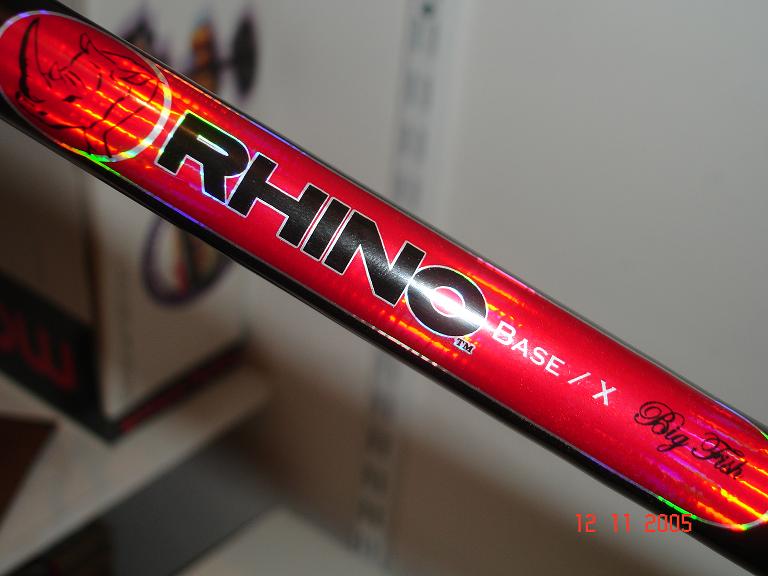 RHINO™
BASE / X
Big Fish
12 11 2005